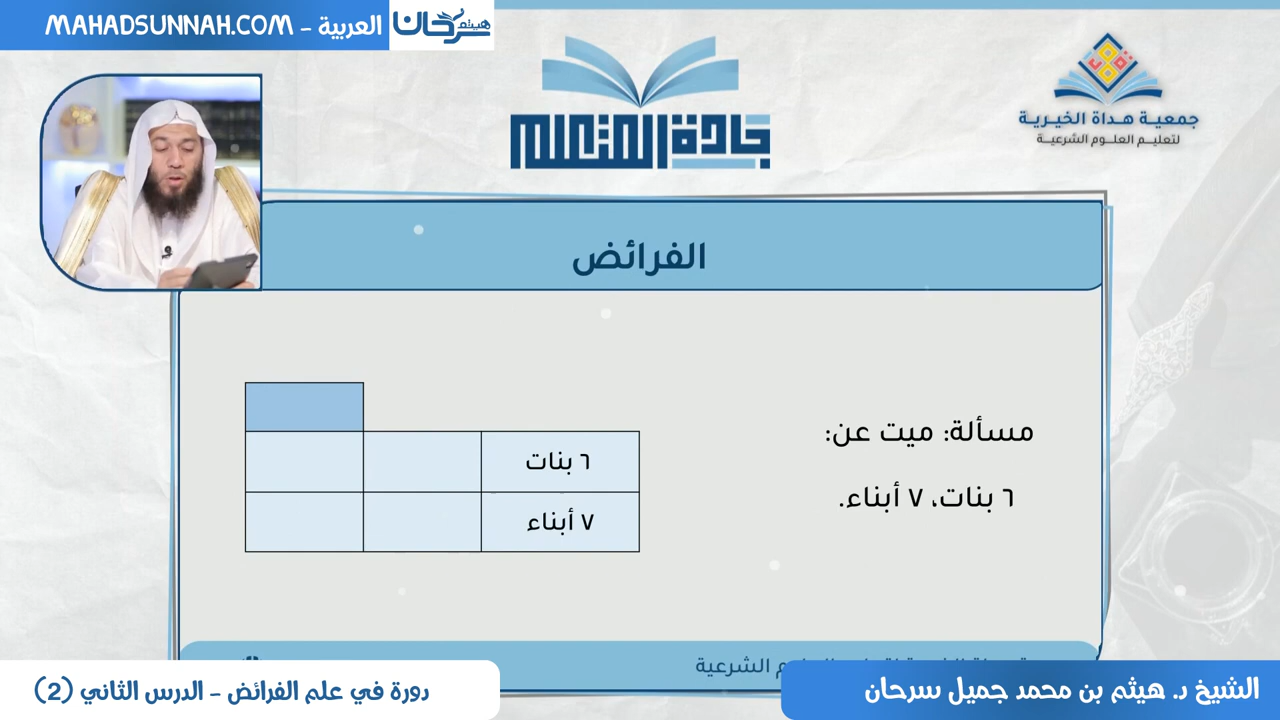 MAHADSUNNAH.COM - العربية
هيثم سرحان
جادة المتعلم
جمعية هداة الخيرية
لتعليم العلوم الشرعية
الفرائض
مسألة: ميت عن:
٦ بنات، ٧ أبناء.
٦ بنات
٧ أبناء
الشرعية
الشيخ د. هيثم بن محمد جميل سرحان
دورة في علم الفرائض - الدرس الثاني (2)